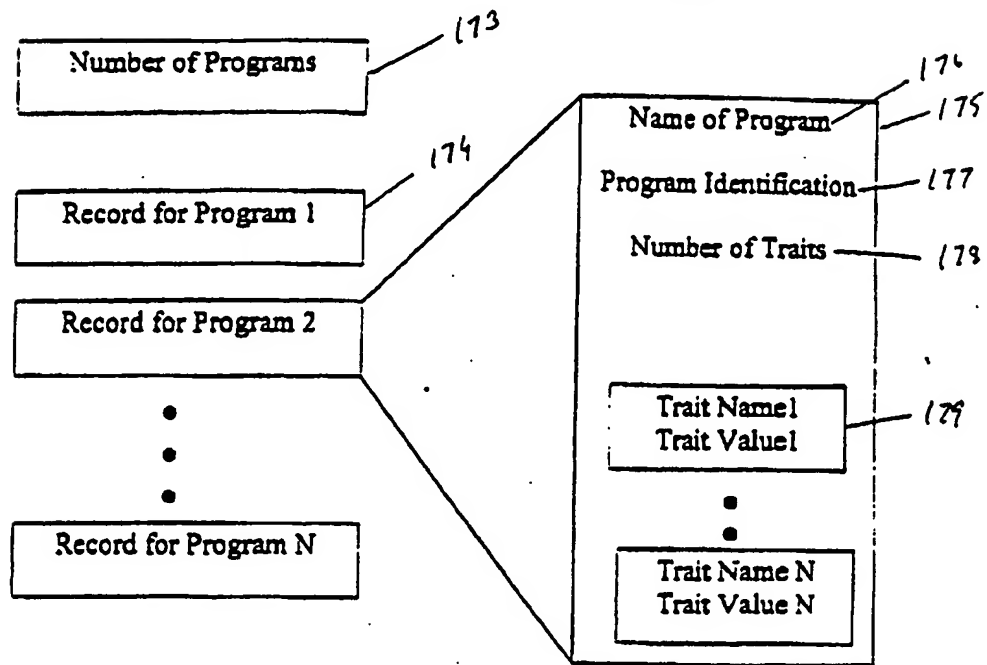 173
Number of Programs
174
Record for Program 1
Record for Program 2
Record for Program N
176
175
Name of Program
Program Identification
177
Number of Traits
178
Trait Name1
Trait Value1
179
Trait Name N
Trait Value N